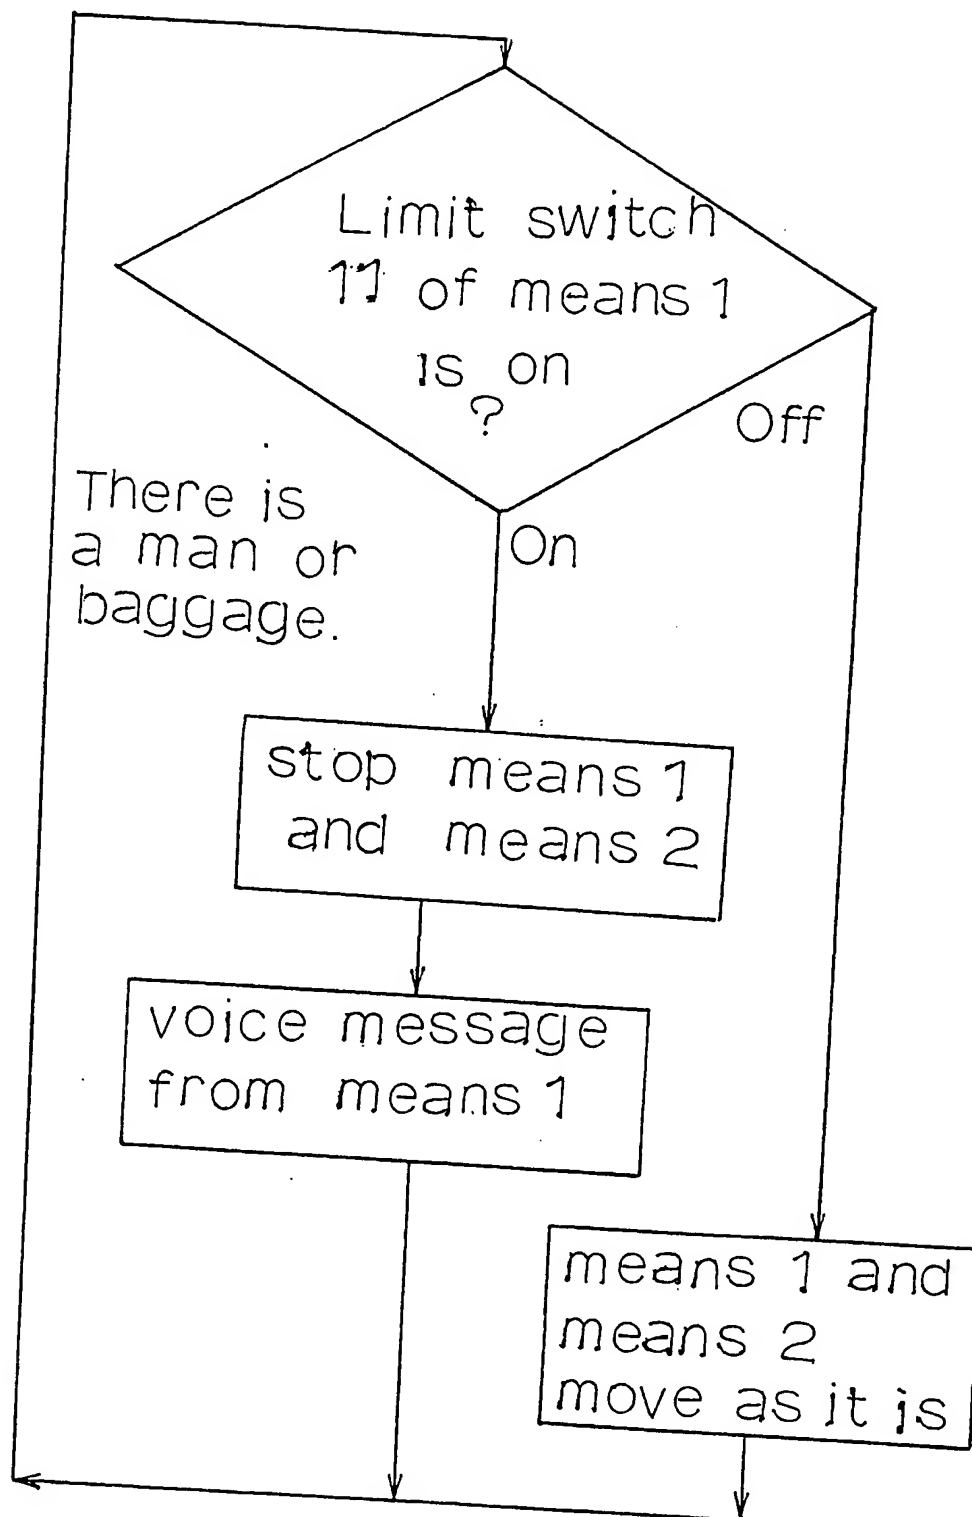 Limit switch
11 of means 1
is on
?
Off
There is
a man or
baggage.
On
stop means 1
and means 2
voice message
from means 1
means 1 and
means 2
move as it is